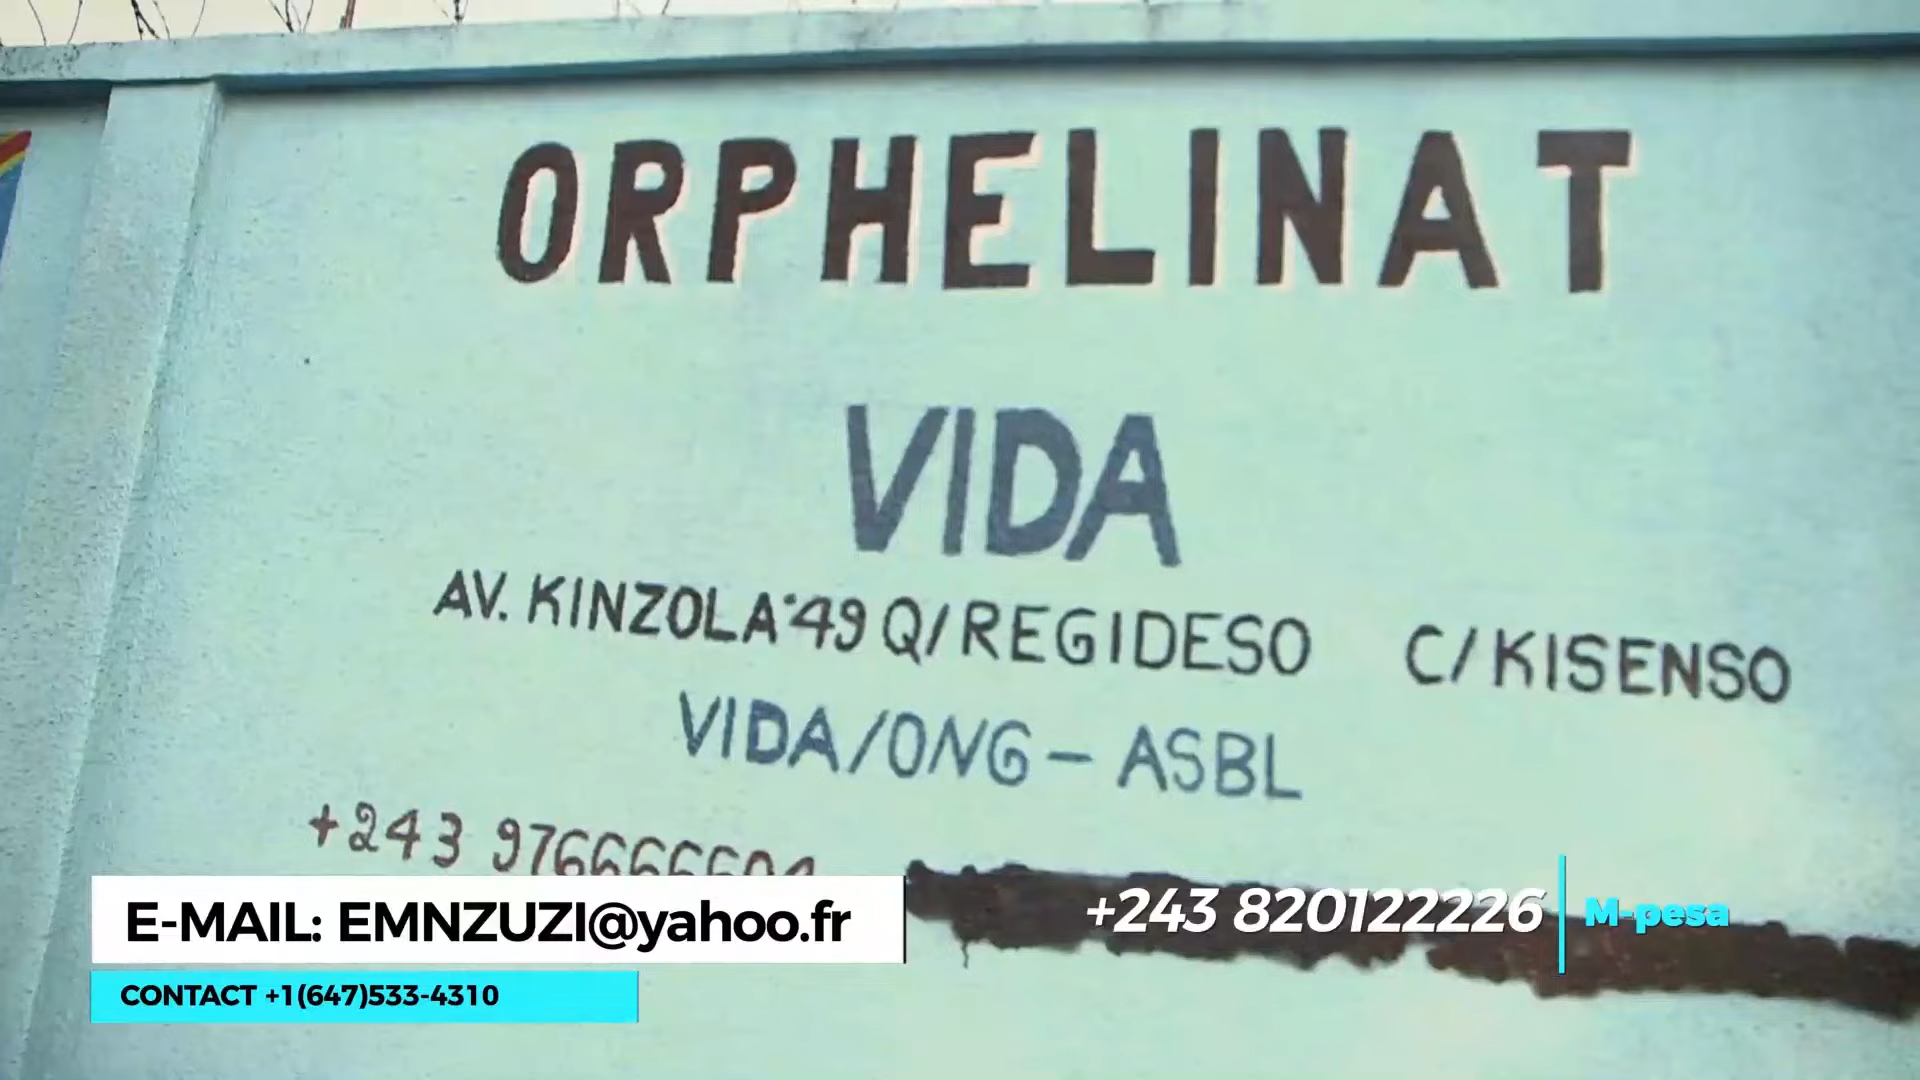 ORPHELINAT
VIDA
AV. KINZOLA 49 Q/REGIDESO C/KISENSO
VIDA/ONG - ASBL
+243
E-MAIL: EMNZUZI@yahoo.fr
+243 820122226 M-pesa
CONTACT +1(647)533-4310